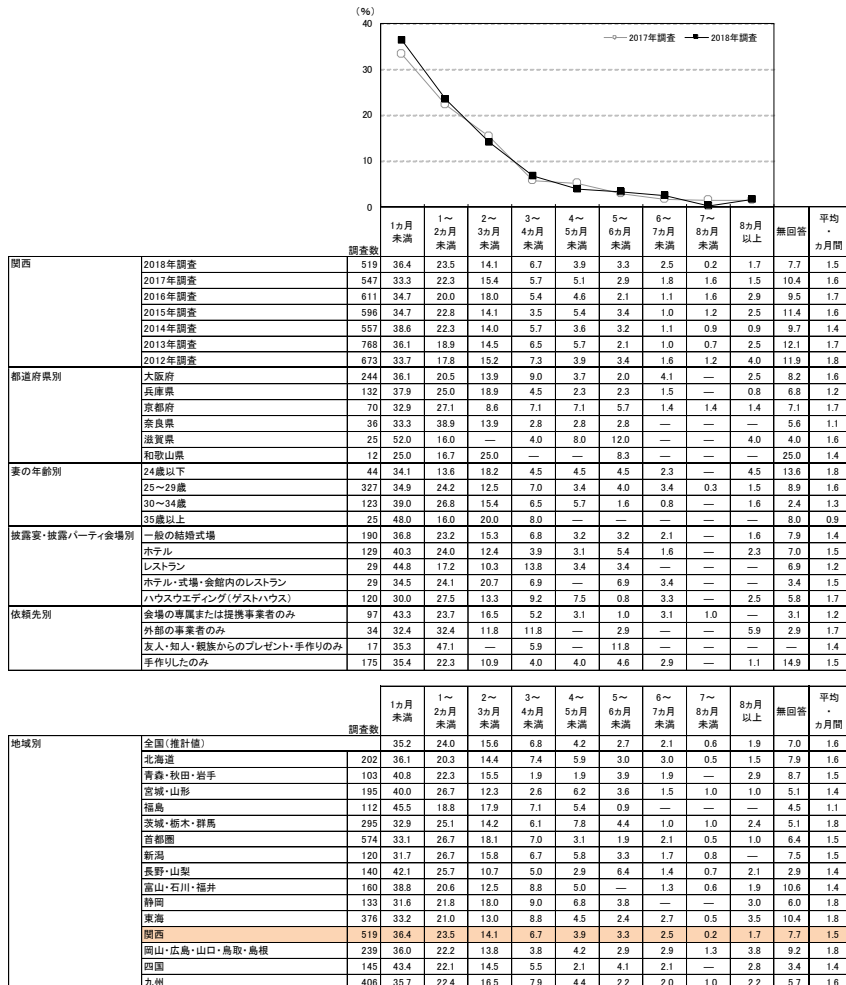 (%)
40
30
20
10
0
2017年調査 2018年調査
調査数 1ヵ月未満 1～2ヵ月未満 2～3ヵ月未満 3～4ヵ月未満 4～5ヵ月未満 5～6ヵ月未満 6～7ヵ月未満 7～8ヵ月未満 8ヵ月以上 無回答 平均・ヵ月間
関西 2018年調査 519 36.4 23.5 14.1 6.7 3.9 3.3 2.5 0.2 1.7 7.7 1.5
2017年調査 547 33.3 22.3 15.4 5.7 5.1 2.9 1.8 1.6 1.5 10.4 1.6
2016年調査 611 34.7 20.0 18.0 5.4 4.6 2.1 1.1 1.6 2.9 9.5 1.7
2015年調査 596 34.7 22.8 14.1 3.5 5.4 3.4 1.0 1.2 2.5 11.4 1.6
2014年調査 557 38.6 22.3 14.0 5.7 3.6 3.2 1.1 0.9 0.9 9.7 1.4
2013年調査 768 36.1 18.9 14.5 6.5 5.7 2.1 1.0 0.7 2.5 12.1 1.7
2012年調査 673 33.7 17.8 15.2 7.3 3.9 3.4 1.6 1.2 4.0 11.9 1.8
都道府県別 大阪府 244 36.1 20.5 13.9 9.0 3.7 2.0 4.1 — 2.5 8.2 1.6
兵庫県 132 37.9 25.0 18.9 4.5 2.3 2.3 1.5 — 0.8 6.8 1.2
京都府 70 32.9 27.1 8.6 7.1 7.1 5.7 1.4 1.4 1.4 7.1 1.7
奈良県 36 33.3 38.9 13.9 2.8 2.8 2.8 — — — 5.6 1.1
滋賀県 25 52.0 16.0 — 4.0 8.0 12.0 — — 4.0 4.0 1.6
和歌山県 12 25.0 16.7 25.0 — — 8.3 — — — 25.0 1.4
妻の年齢別 24歳以下 44 34.1 13.6 18.2 4.5 4.5 4.5 2.3 — 4.5 13.6 1.8
25～29歳 327 34.9 24.2 12.5 7.0 3.4 4.0 3.4 0.3 1.5 8.9 1.6
30～34歳 123 39.0 26.8 15.4 6.5 5.7 1.6 0.8 — 1.6 2.4 1.3
35歳以上 25 48.0 16.0 20.0 8.0 — — — — — 8.0 0.9
披露宴・披露パーティ会場別 一般の結婚式場 190 36.8 23.2 15.3 6.8 3.2 3.2 2.1 — 1.6 7.9 1.4
ホテル 129 40.3 24.0 12.4 3.9 3.1 5.4 1.6 — 2.3 7.0 1.5
レストラン 29 44.8 17.2 10.3 13.8 3.4 3.4 — — — 6.9 1.2
ホテル・式場・会館内のレストラン 29 34.5 24.1 20.7 6.9 — 6.9 3.4 — — 3.4 1.5
ハウスウエディング(ゲストハウス) 120 30.0 27.5 13.3 9.2 7.5 0.8 3.3 — 2.5 5.8 1.7
依頼先別 会場の専属または提携事業者のみ 97 43.3 23.7 16.5 5.2 3.1 1.0 3.1 1.0 — 3.1 1.2
外部の事業者のみ 34 32.4 32.4 11.8 11.8 — 2.9 — — 5.9 2.9 1.7
友人・知人・親族からのプレゼント・手作りのみ 17 35.3 47.1 — 5.9 — 11.8 — — — — 1.4
手作りしたのみ 175 35.4 22.3 10.9 4.0 4.0 4.6 2.9 — 1.1 14.9 1.5
調査数 1ヵ月未満 1～2ヵ月未満 2～3ヵ月未満 3～4ヵ月未満 4～5ヵ月未満 5～6ヵ月未満 6～7ヵ月未満 7～8ヵ月未満 8ヵ月以上 無回答 平均・ヵ月間
地域別 全国(推計値) 35.2 24.0 15.6 6.8 4.2 2.7 2.1 0.6 1.9 7.0 1.6
北海道 202 36.1 20.3 14.4 7.4 5.9 3.0 3.0 0.5 1.5 7.9 1.6
青森・秋田・岩手 103 40.8 22.3 15.5 1.9 1.9 3.9 1.9 — 2.9 8.7 1.5
宮城・山形 195 40.0 26.7 12.3 2.6 6.2 3.6 1.5 1.0 1.0 5.1 1.4
福島 112 45.5 18.8 17.9 7.1 5.4 0.9 — — — 4.5 1.1
茨城・栃木・群馬 295 32.9 25.1 14.2 6.1 7.8 4.4 1.0 1.0 2.4 5.1 1.8
首都圏 574 33.1 26.7 18.1 7.0 3.1 1.9 2.1 0.5 1.0 6.4 1.5
新潟 120 31.7 26.7 15.8 6.7 5.8 3.3 1.7 0.8 — 7.5 1.5
長野・山梨 140 42.1 25.7 10.7 5.0 2.9 6.4 1.4 0.7 2.1 2.9 1.4
富山・石川・福井 160 38.8 20.6 12.5 8.8 5.0 — 1.3 0.6 1.9 10.6 1.4
静岡 133 31.6 21.8 18.0 9.0 6.8 3.8 — — 3.0 6.0 1.8
東海 376 33.2 21.0 13.0 8.8 4.5 2.4 2.7 0.5 3.5 10.4 1.8
関西 519 36.4 23.5 14.1 6.7 3.9 3.3 2.5 0.2 1.7 7.7 1.5
岡山・広島・山口・鳥取・島根 239 36.0 22.2 13.8 3.8 4.2 2.9 2.9 1.3 3.8 9.2 1.8
四国 145 43.4 22.1 14.5 5.5 2.1 4.1 2.1 — 2.8 3.4 1.4
九州 406 35.7 22.4 16.5 7.9 4.4 2.2 2.0 1.0 2.2 5.7 1.6